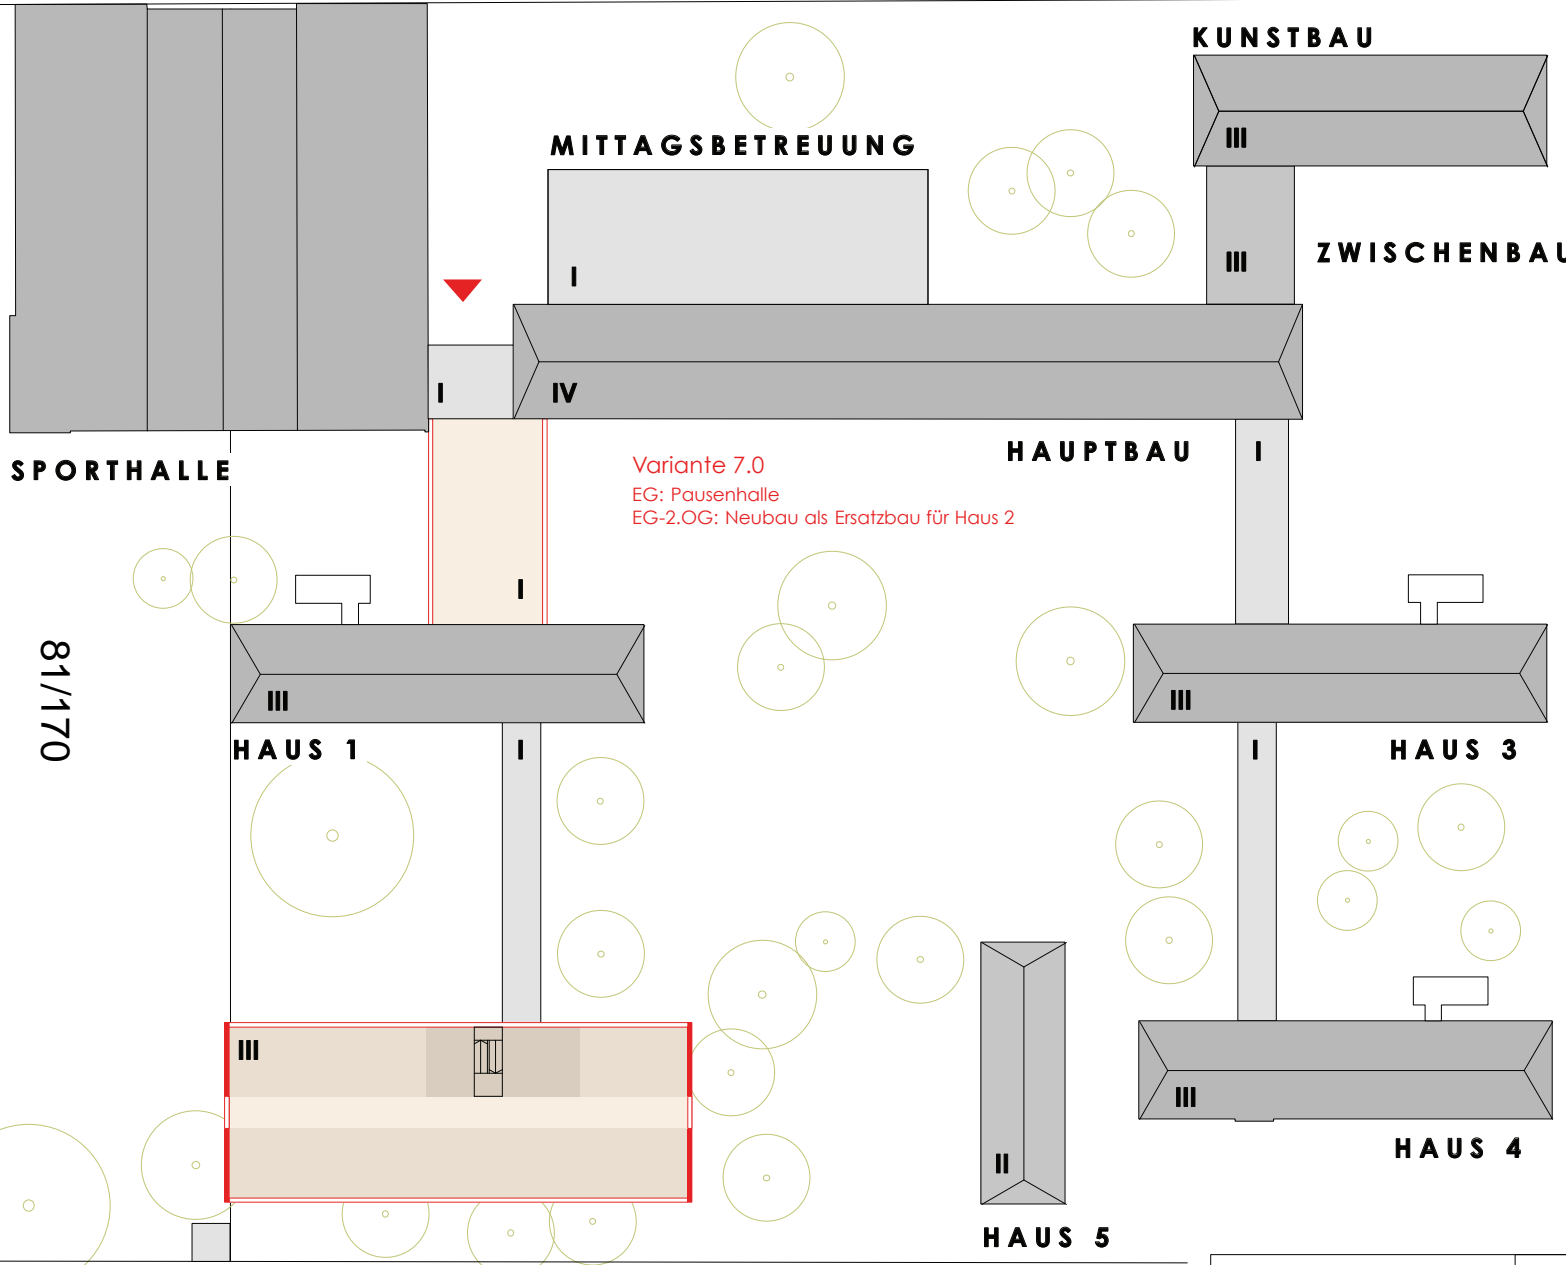 KUNSTBAU
III
MITTAGSBETREUUNG
I
III
ZWISCHENBAU
I
IV
HAUPTBAU
I
SPORTHALLE
Variante 7.0
EG: Pausenhalle
EG-2.OG: Neubau als Ersatzbau für Haus 2
I
81/170
III
III
HAUS 1
I
I
HAUS 3
III
III
HAUS 4
II
HAUS 5